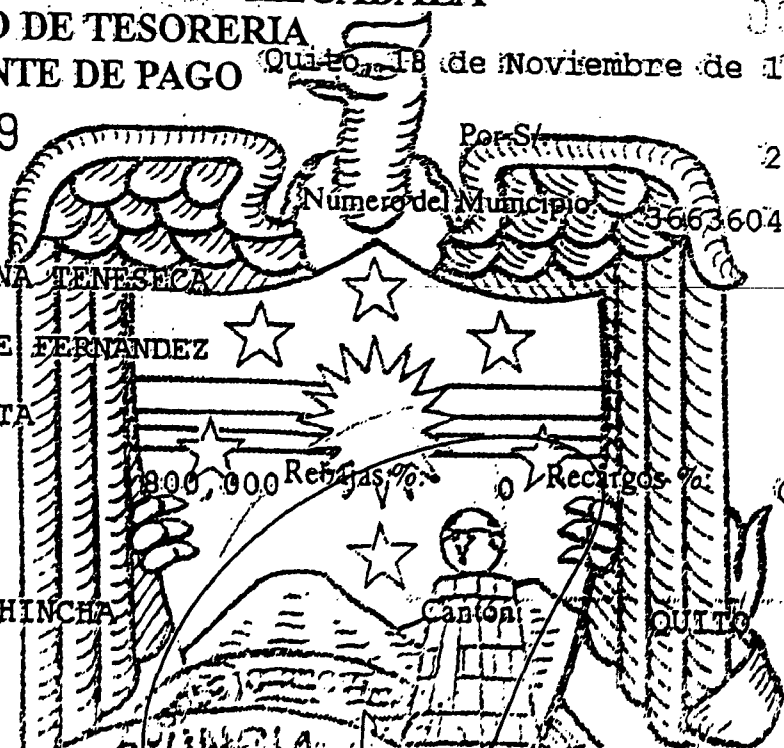 O DE TESORERIA
NTE DE PAGO Quito, 18 de Noviembre de 1
9 Por S/. 2
Número del Municipio 3663604
NA TENESECA
E FERNANDEZ
TA
800,000 Rebajas % 0 Recargos %
HINCHA Cantón QUITO